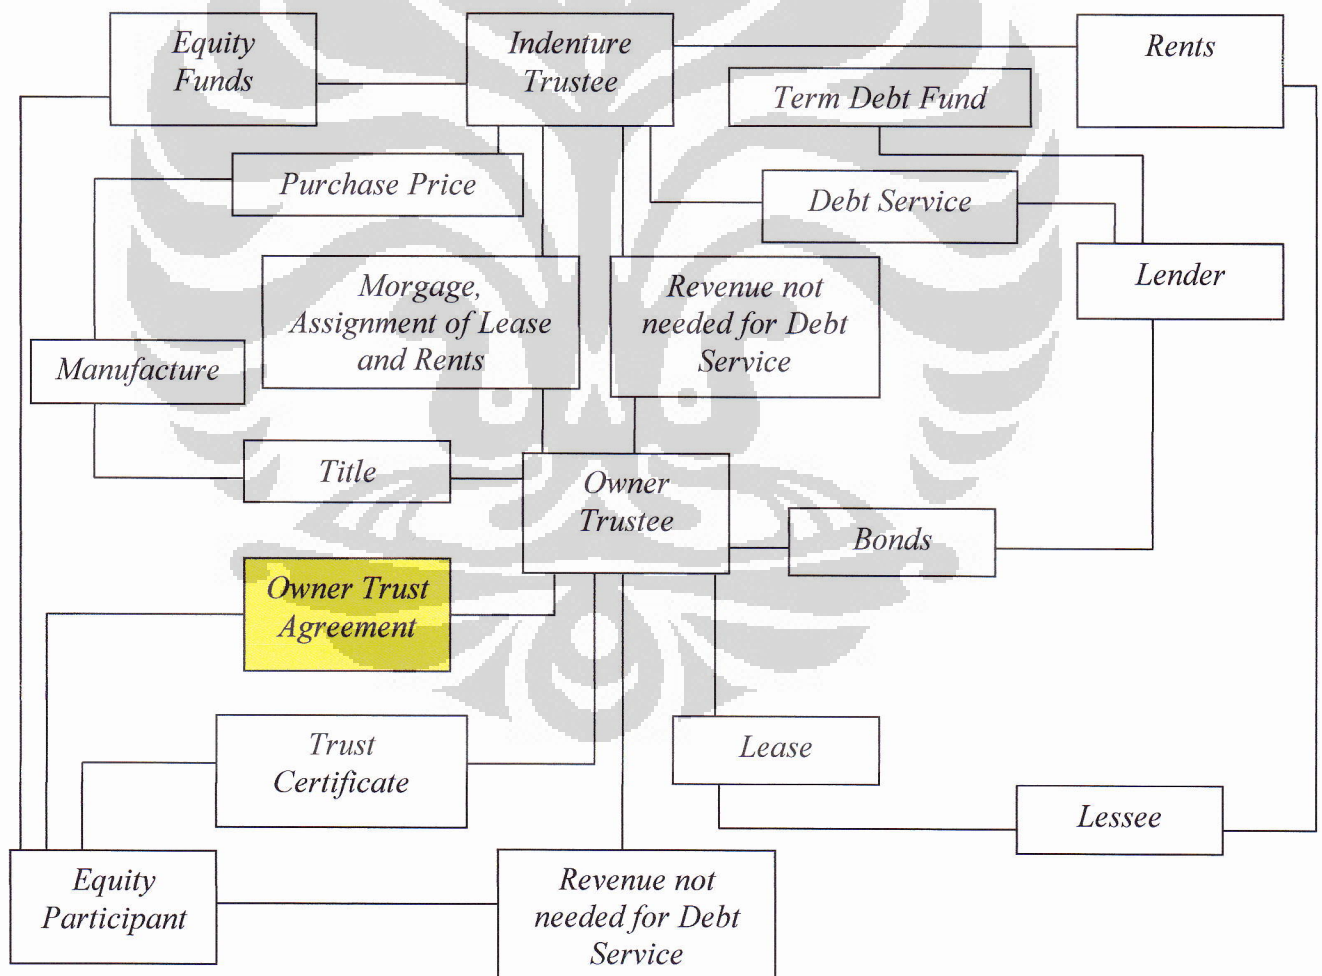 Equity
Funds
Indenture
Trustee
Rents
Term Debt Fund
Purchase Price
Debt Service
Morgage,
Assignment of Lease
and Rents
Revenue not
needed for Debt
Service
Lender
Manufacture
Title
Owner
Trustee
Bonds
Owner Trust
Agreement
Trust
Certificate
Lease
Lessee
Equity
Participant
Revenue not
needed for Debt
Service